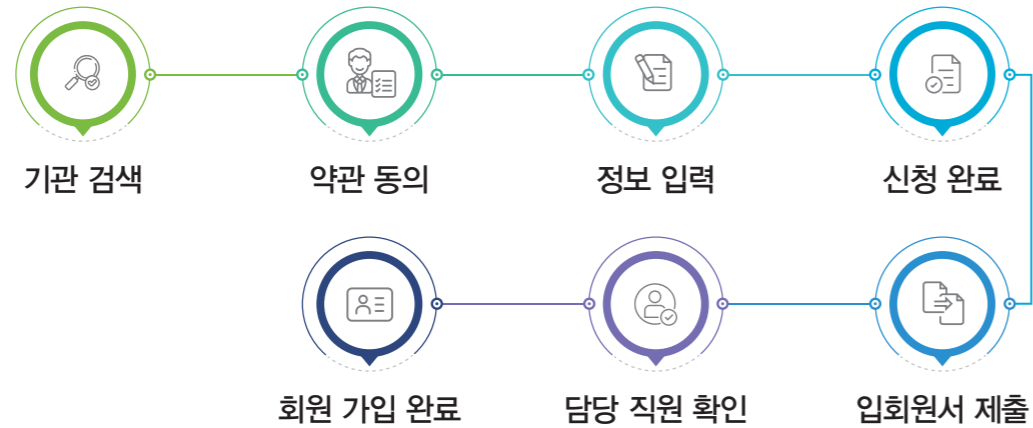 기관 검색
약관 동의
정보 입력
신청 완료
입회원서 제출
담당 직원 확인
회원 가입 완료